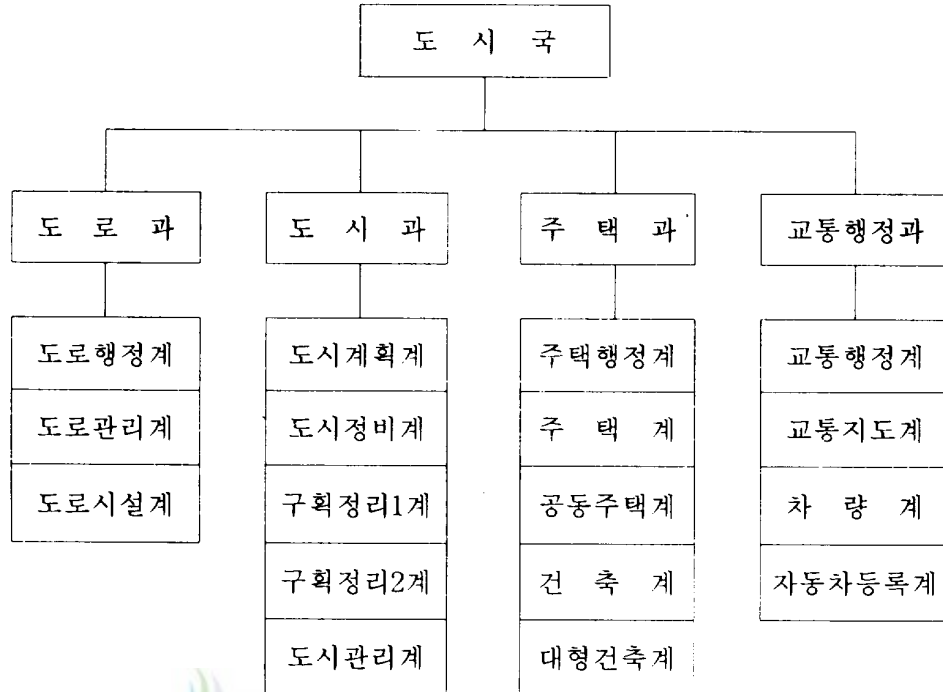 도 시 국
도 로 과
도 시 과
주 택 과
교통행정과
도로행정계
도로관리계
도로시설계
도시계획계
도시정비계
구획정리1계
구획정리2계
도시관리계
주택행정계
주 택 계
공동주택계
건 축 계
대형건축계
교통행정계
교통지도계
차 량 계
자동차등록계